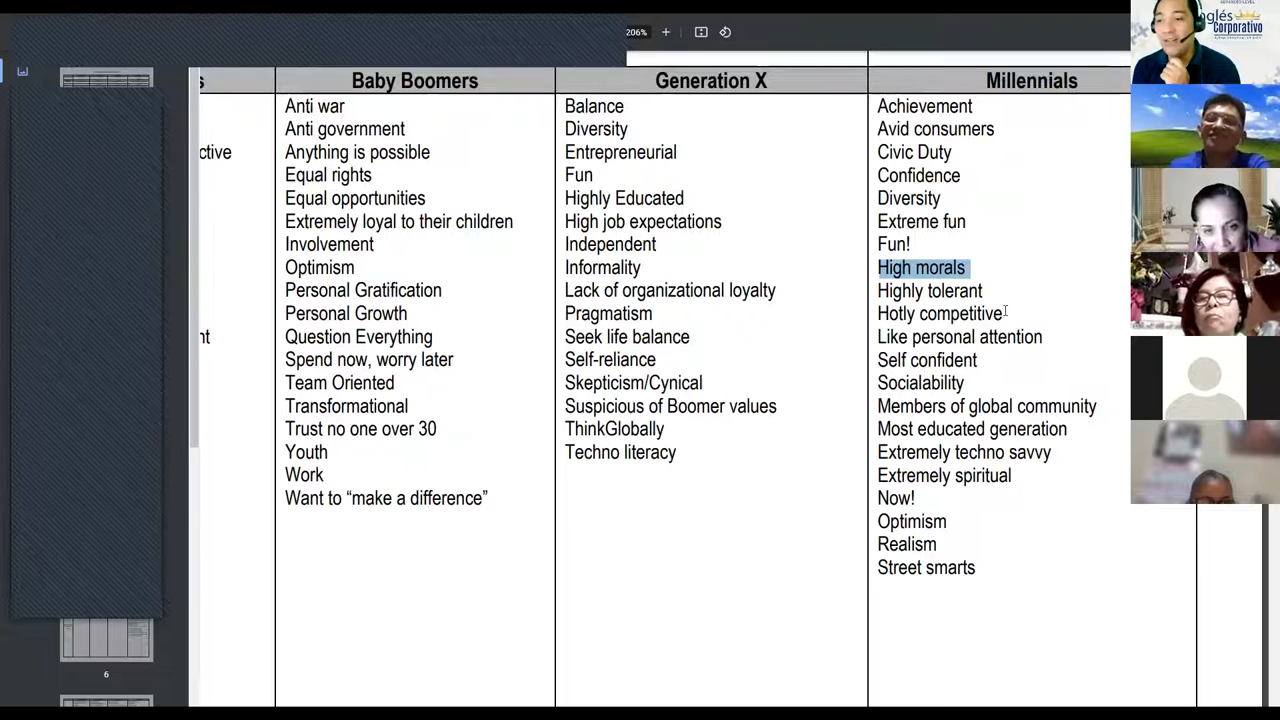 206%
nglés
Corporativo
s
Baby Boomers
Generation X
Millennials
ctive
nt
Anti war
Anti government
Anything is possible
Equal rights
Equal opportunities
Extremely loyal to their children
Involvement
Optimism
Personal Gratification
Personal Growth
Question Everything
Spend now, worry later
Team Oriented
Transformational
Trust no one over 30
Youth
Work
Want to “make a difference”
Balance
Diversity
Entrepreneurial
Fun
Highly Educated
High job expectations
Independent
Informality
Lack of organizational loyalty
Pragmatism
Seek life balance
Self-reliance
Skepticism/Cynical
Suspicious of Boomer values
ThinkGlobally
Techno literacy
Achievement
Avid consumers
Civic Duty
Confidence
Diversity
Extreme fun
Fun!
High morals
Highly tolerant
Hotly competitive
Like personal attention
Self confident
Socialability
Members of global community
Most educated generation
Extremely techno savvy
Extremely spiritual
Now!
Optimism
Realism
Street smarts
6